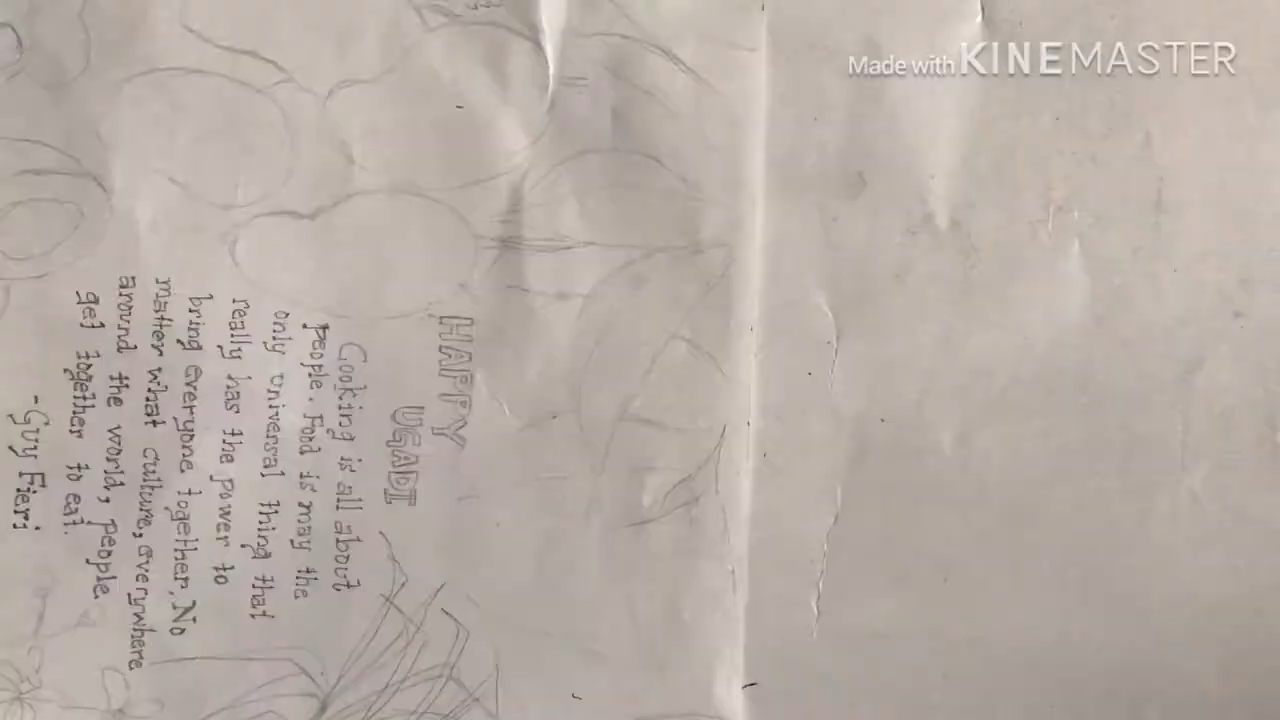 Made with KINEMASTER
HAPPY
UGADI
Cooking is all about
people. Food is may the
only universal thing that
really has the power to
bring everyone together. No
matter what culture, everywhere
around the world, people
get together to eat.
-Guy Fieri